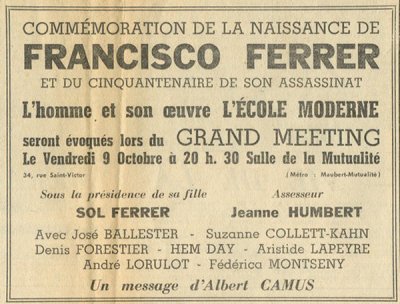 COMMÉMORATION DE LA NAISSANCE DE
FRANCISCO FERRER
ET DU CINQUANTENAIRE DE SON ASSASSINAT
L'homme et son œuvre L'ÉCOLE MODERNE
seront évoqués lors du GRAND MEETING
Le Vendredi 9 Octobre à 20 h. 30 Salle de la Mutualité
34, rue Saint-Victor (Métro : Maubert-Mutualité)
Sous la présidence de sa fille Assesseur
SOL FERRER Jeanne HUMBERT
Avec José BALLESTER - Suzanne COLLETT-KAHN
Denis FORESTIER - HEM DAY - Aristide LAPEYRE
André LORULOT - Fédérica MONTSENY
Un message d'Albert CAMUS